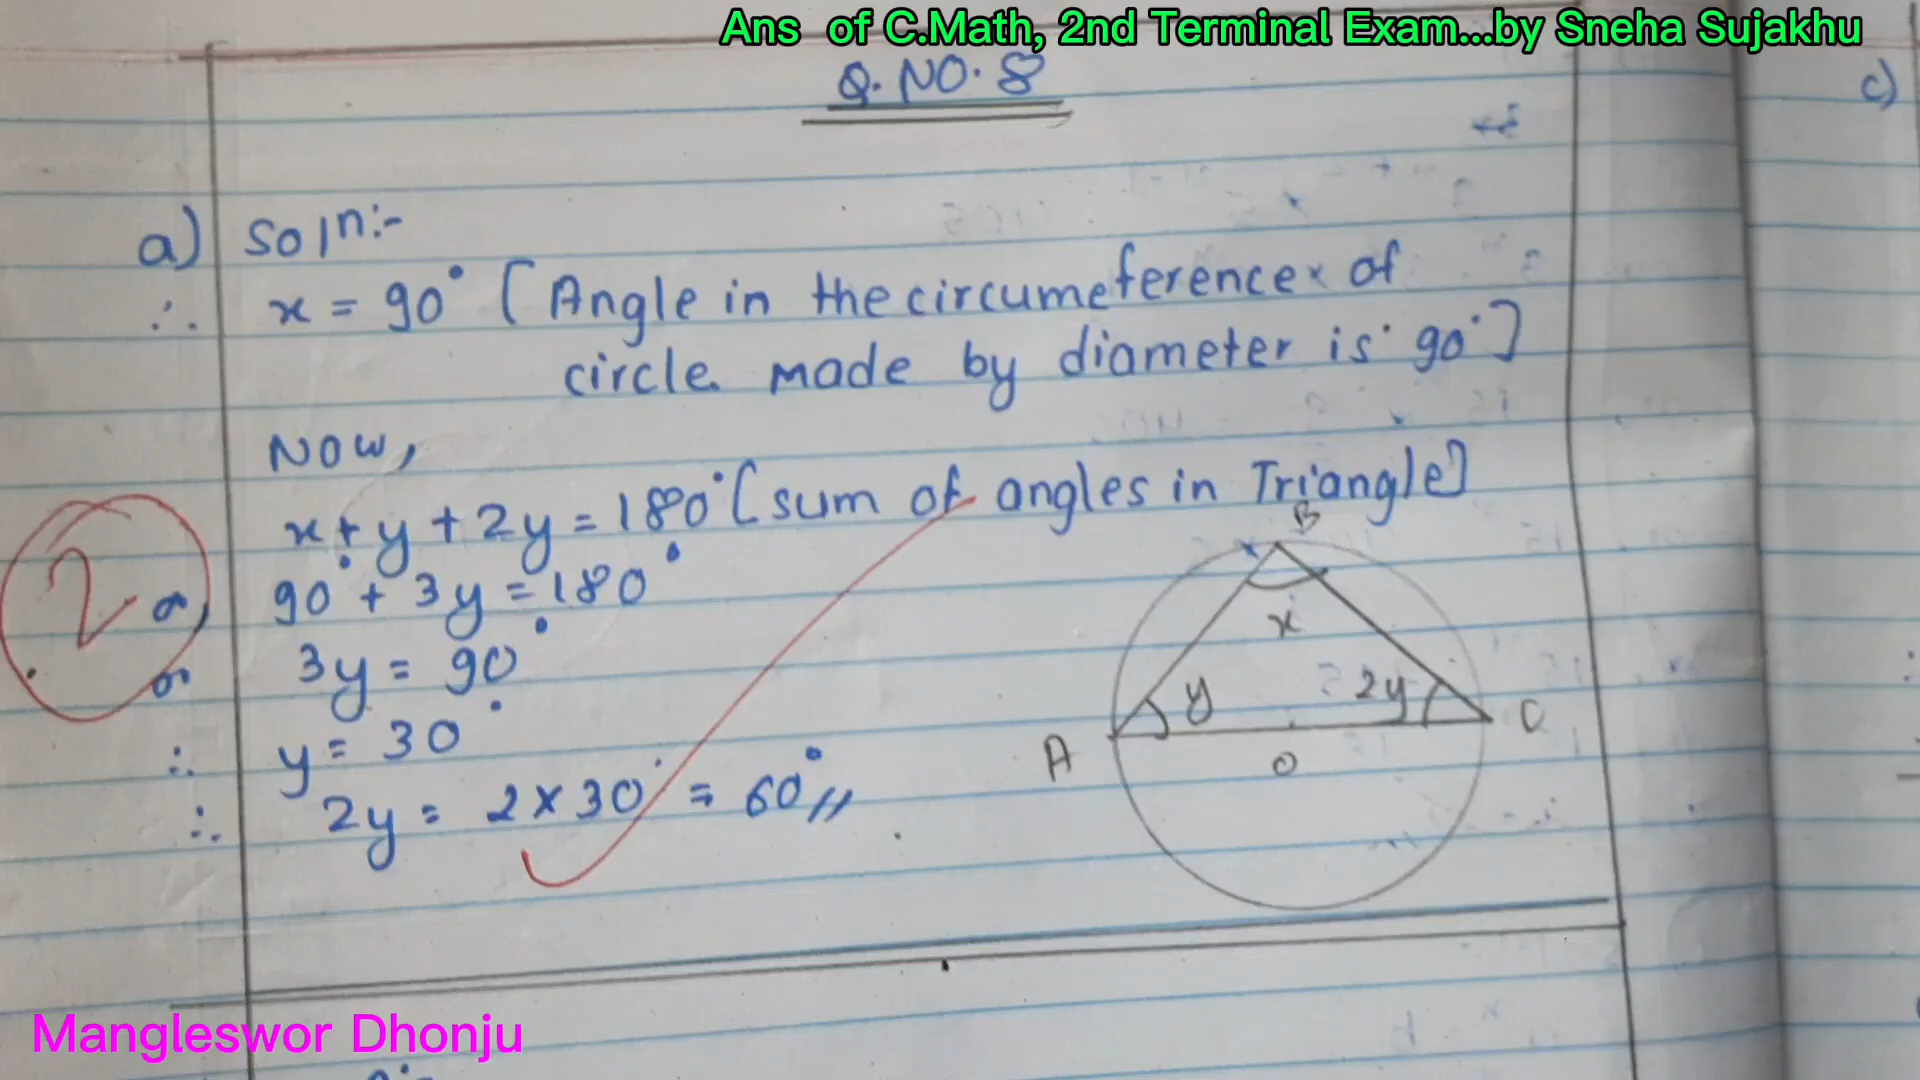 Ans of C.Math, 2nd Terminal Exam...by Sneha Sujakhu
Q. NO. 8
c)
a) Soln:-
∴ x = 90° [Angle in the circumeference of
circle made by diameter is 90°]
Now,
x + y + 2y = 180° [sum of angles in Triangle]
or, 90° + 3y = 180°
or 3y = 90°
∴ y = 30°
∴ 2y = 2 × 30° = 60°//
2
B
x
y
2y
A
O
C
Mangleswor Dhonju